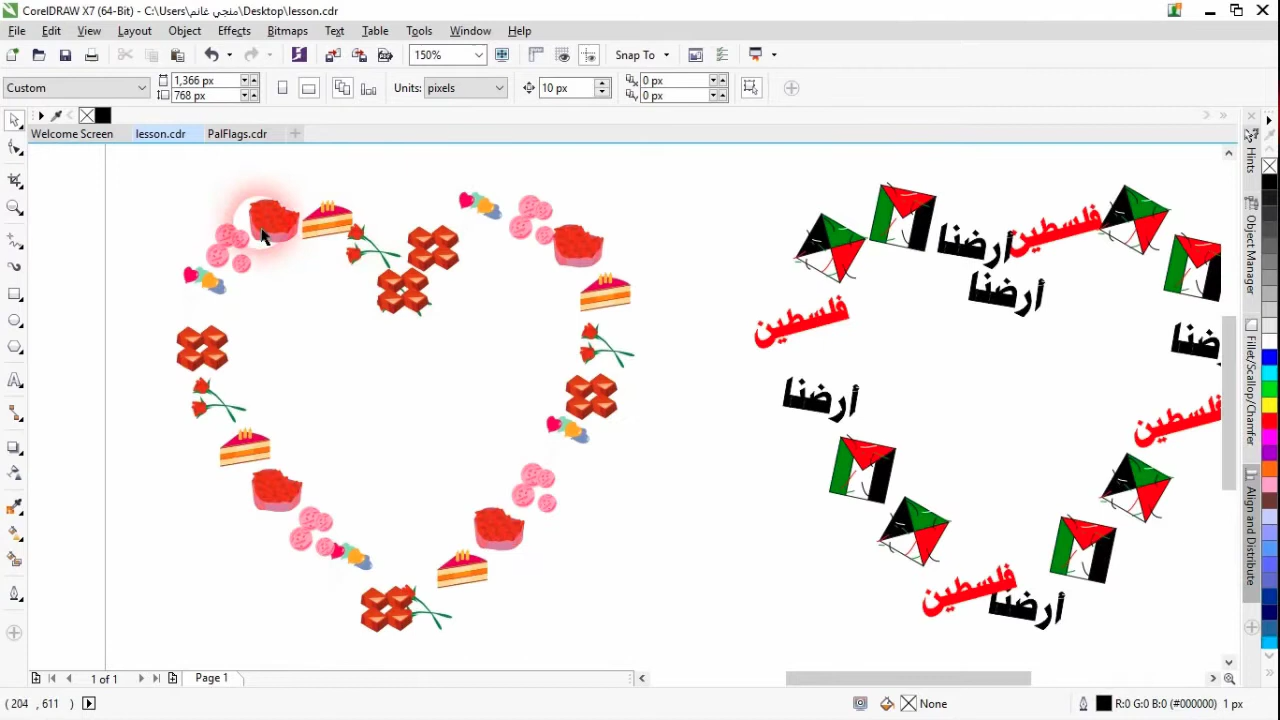 CorelDRAW X7 (64-Bit) - C:\Users\منجي غانم\Desktop\lesson.cdr
File Edit View Layout Object Effects Bitmaps Text Table Tools Window Help
150% Snap To
Custom 1,366 px 768 px Units: pixels 10 px 0 px 0 px
Welcome Screen lesson.cdr PalFlags.cdr
Hints
Object Manager
Fillet/Scallop/Chamfer
Align and Distribute
فلسطين
أرضنا
أرضنا
فلسطين
أرضنا
فلسطين
فلسطين
أرضنا
1 of 1 Page 1
( 204 , 611 ) None R:0 G:0 B:0 (#000000) 1 px